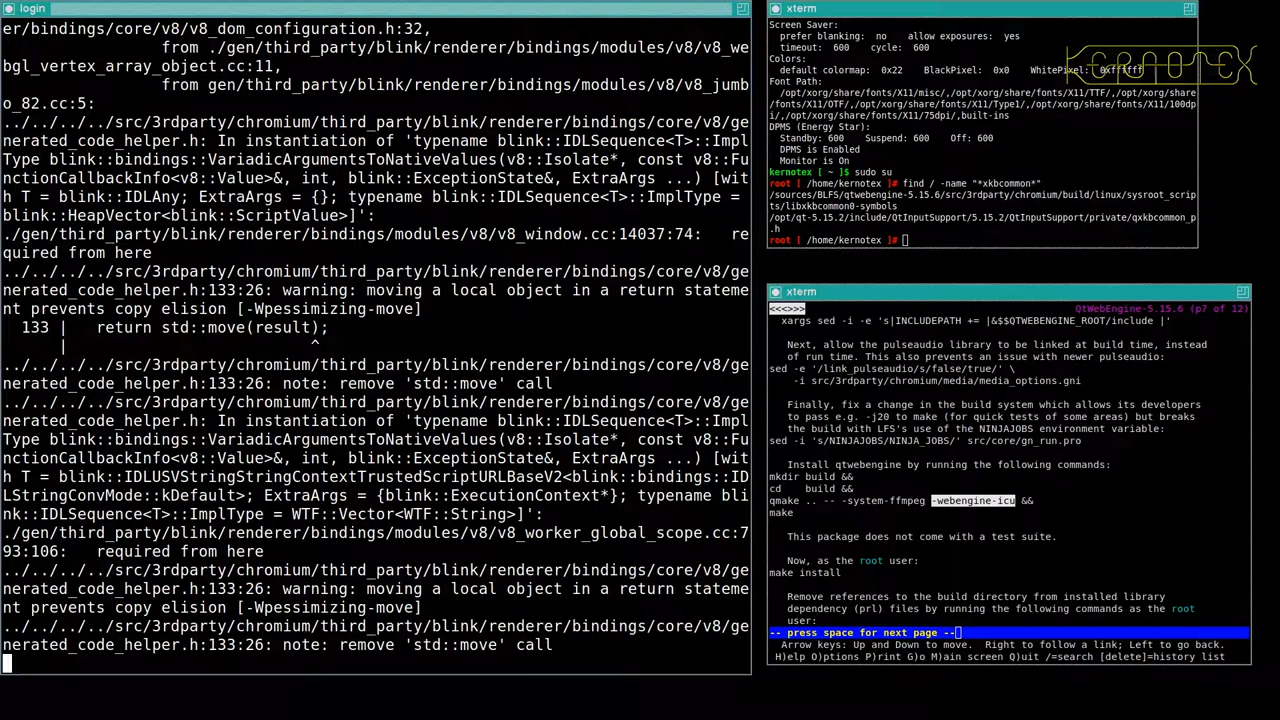 login
er/bindings/core/v8/v8_dom_configuration.h:32,
                 from ./gen/third_party/blink/renderer/bindings/modules/v8/v8_we
bgl_vertex_array_object.cc:11,
                 from gen/third_party/blink/renderer/bindings/modules/v8/v8_jumb
o_82.cc:5:
../../../../src/3rdparty/chromium/third_party/blink/renderer/bindings/core/v8/ge
nerated_code_helper.h: In instantiation of 'typename blink::IDLSequence<T>::Impl
Type blink::bindings::VariadicArgumentsToNativeValues(v8::Isolate*, const v8::Fu
nctionCallbackInfo<v8::Value>&, int, blink::ExceptionState&, ExtraArgs ...) [wit
h T = blink::IDLAny; ExtraArgs = {}; typename blink::IDLSequence<T>::ImplType =
blink::HeapVector<blink::ScriptValue>]':
./gen/third_party/blink/renderer/bindings/modules/v8/v8_window.cc:14037:74:   re
quired from here
../../../../src/3rdparty/chromium/third_party/blink/renderer/bindings/core/v8/ge
nerated_code_helper.h:133:26: warning: moving a local object in a return stateme
nt prevents copy elision [-Wpessimizing-move]
  133 |   return std::move(result);
      |                          ^
../../../../src/3rdparty/chromium/third_party/blink/renderer/bindings/core/v8/ge
nerated_code_helper.h:133:26: note: remove 'std::move' call
../../../../src/3rdparty/chromium/third_party/blink/renderer/bindings/core/v8/ge
nerated_code_helper.h: In instantiation of 'typename blink::IDLSequence<T>::Impl
Type blink::bindings::VariadicArgumentsToNativeValues(v8::Isolate*, const v8::Fu
nctionCallbackInfo<v8::Value>&, int, blink::ExceptionState&, ExtraArgs ...) [wit
h T = blink::IDLUSVStringStringContextTrustedScriptURLBaseV2<blink::bindings::ID
LStringConvMode::kDefault>; ExtraArgs = {blink::ExecutionContext*}; typename bli
nk::IDLSequence<T>::ImplType = WTF::Vector<WTF::String>]':
./gen/third_party/blink/renderer/bindings/modules/v8/v8_worker_global_scope.cc:7
93:106:   required from here
../../../../src/3rdparty/chromium/third_party/blink/renderer/bindings/core/v8/ge
nerated_code_helper.h:133:26: warning: moving a local object in a return stateme
nt prevents copy elision [-Wpessimizing-move]
../../../../src/3rdparty/chromium/third_party/blink/renderer/bindings/core/v8/ge
nerated_code_helper.h:133:26: note: remove 'std::move' call
xterm
Screen Saver:
  prefer blanking:  no    allow exposures:  yes
  timeout:  600    cycle:  600
Colors:
  default colormap:  0x22    BlackPixel:  0x0    WhitePixel:  0xffffff
KERNOTEX
Font Path:
  /opt/xorg/share/fonts/X11/misc/,/opt/xorg/share/fonts/X11/TTF/,/opt/xorg/share
/fonts/X11/OTF/,/opt/xorg/share/fonts/X11/Type1/,/opt/xorg/share/fonts/X11/100dp
i/,/opt/xorg/share/fonts/X11/75dpi/,built-ins
DPMS (Energy Star):
  Standby: 600    Suspend: 600    Off: 600
  DPMS is Enabled
  Monitor is On
kernotex [ ~ ]$ sudo su
root [ /home/kernotex ]# find / -name "*xkbcommon*"
/sources/BLFS/qtwebengine-5.15.6/src/3rdparty/chromium/build/linux/sysroot_scrip
ts/libxkbcommon0-symbols
/opt/qt-5.15.2/include/QtInputSupport/5.15.2/QtInputSupport/private/qxkbcommon_p
.h
root [ /home/kernotex ]#
xterm
<<<>>> QtWebEngine-5.15.6 (p7 of 12)
  xargs sed -i -e 's|INCLUDEPATH += |&$$QTWEBENGINE_ROOT/include |'
   Next, allow the pulseaudio library to be linked at build time, instead
   of run time. This also prevents an issue with newer pulseaudio:
sed -e '/link_pulseaudio/s/false/true/' \
    -i src/3rdparty/chromium/media/media_options.gni
   Finally, fix a change in the build system which allows its developers
   to pass e.g. -j20 to make (for quick tests of some areas) but breaks
   the build with LFS's use of the NINJAJOBS environment variable:
sed -i 's/NINJAJOBS/NINJA_JOBS/' src/core/gn_run.pro
   Install qtwebengine by running the following commands:
mkdir build &&
cd    build &&
qmake .. -- -system-ffmpeg -webengine-icu &&
make
   This package does not come with a test suite.
   Now, as the root user:
make install
   Remove references to the build directory from installed library
   dependency (prl) files by running the following commands as the root
   user:
-- press space for next page --
  Arrow keys: Up and Down to move.  Right to follow a link; Left to go back.
 H)elp O)ptions P)rint G)o M)ain screen Q)uit /=search [delete]=history list